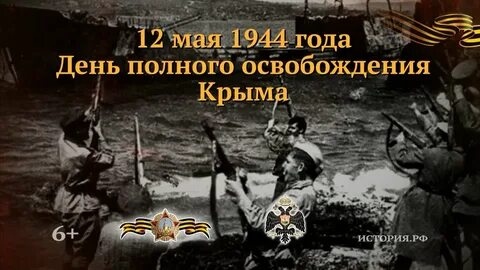 12 мая 1944 года
День полного освобождения
Крыма
6+
ИСТОРИЯ.РФ